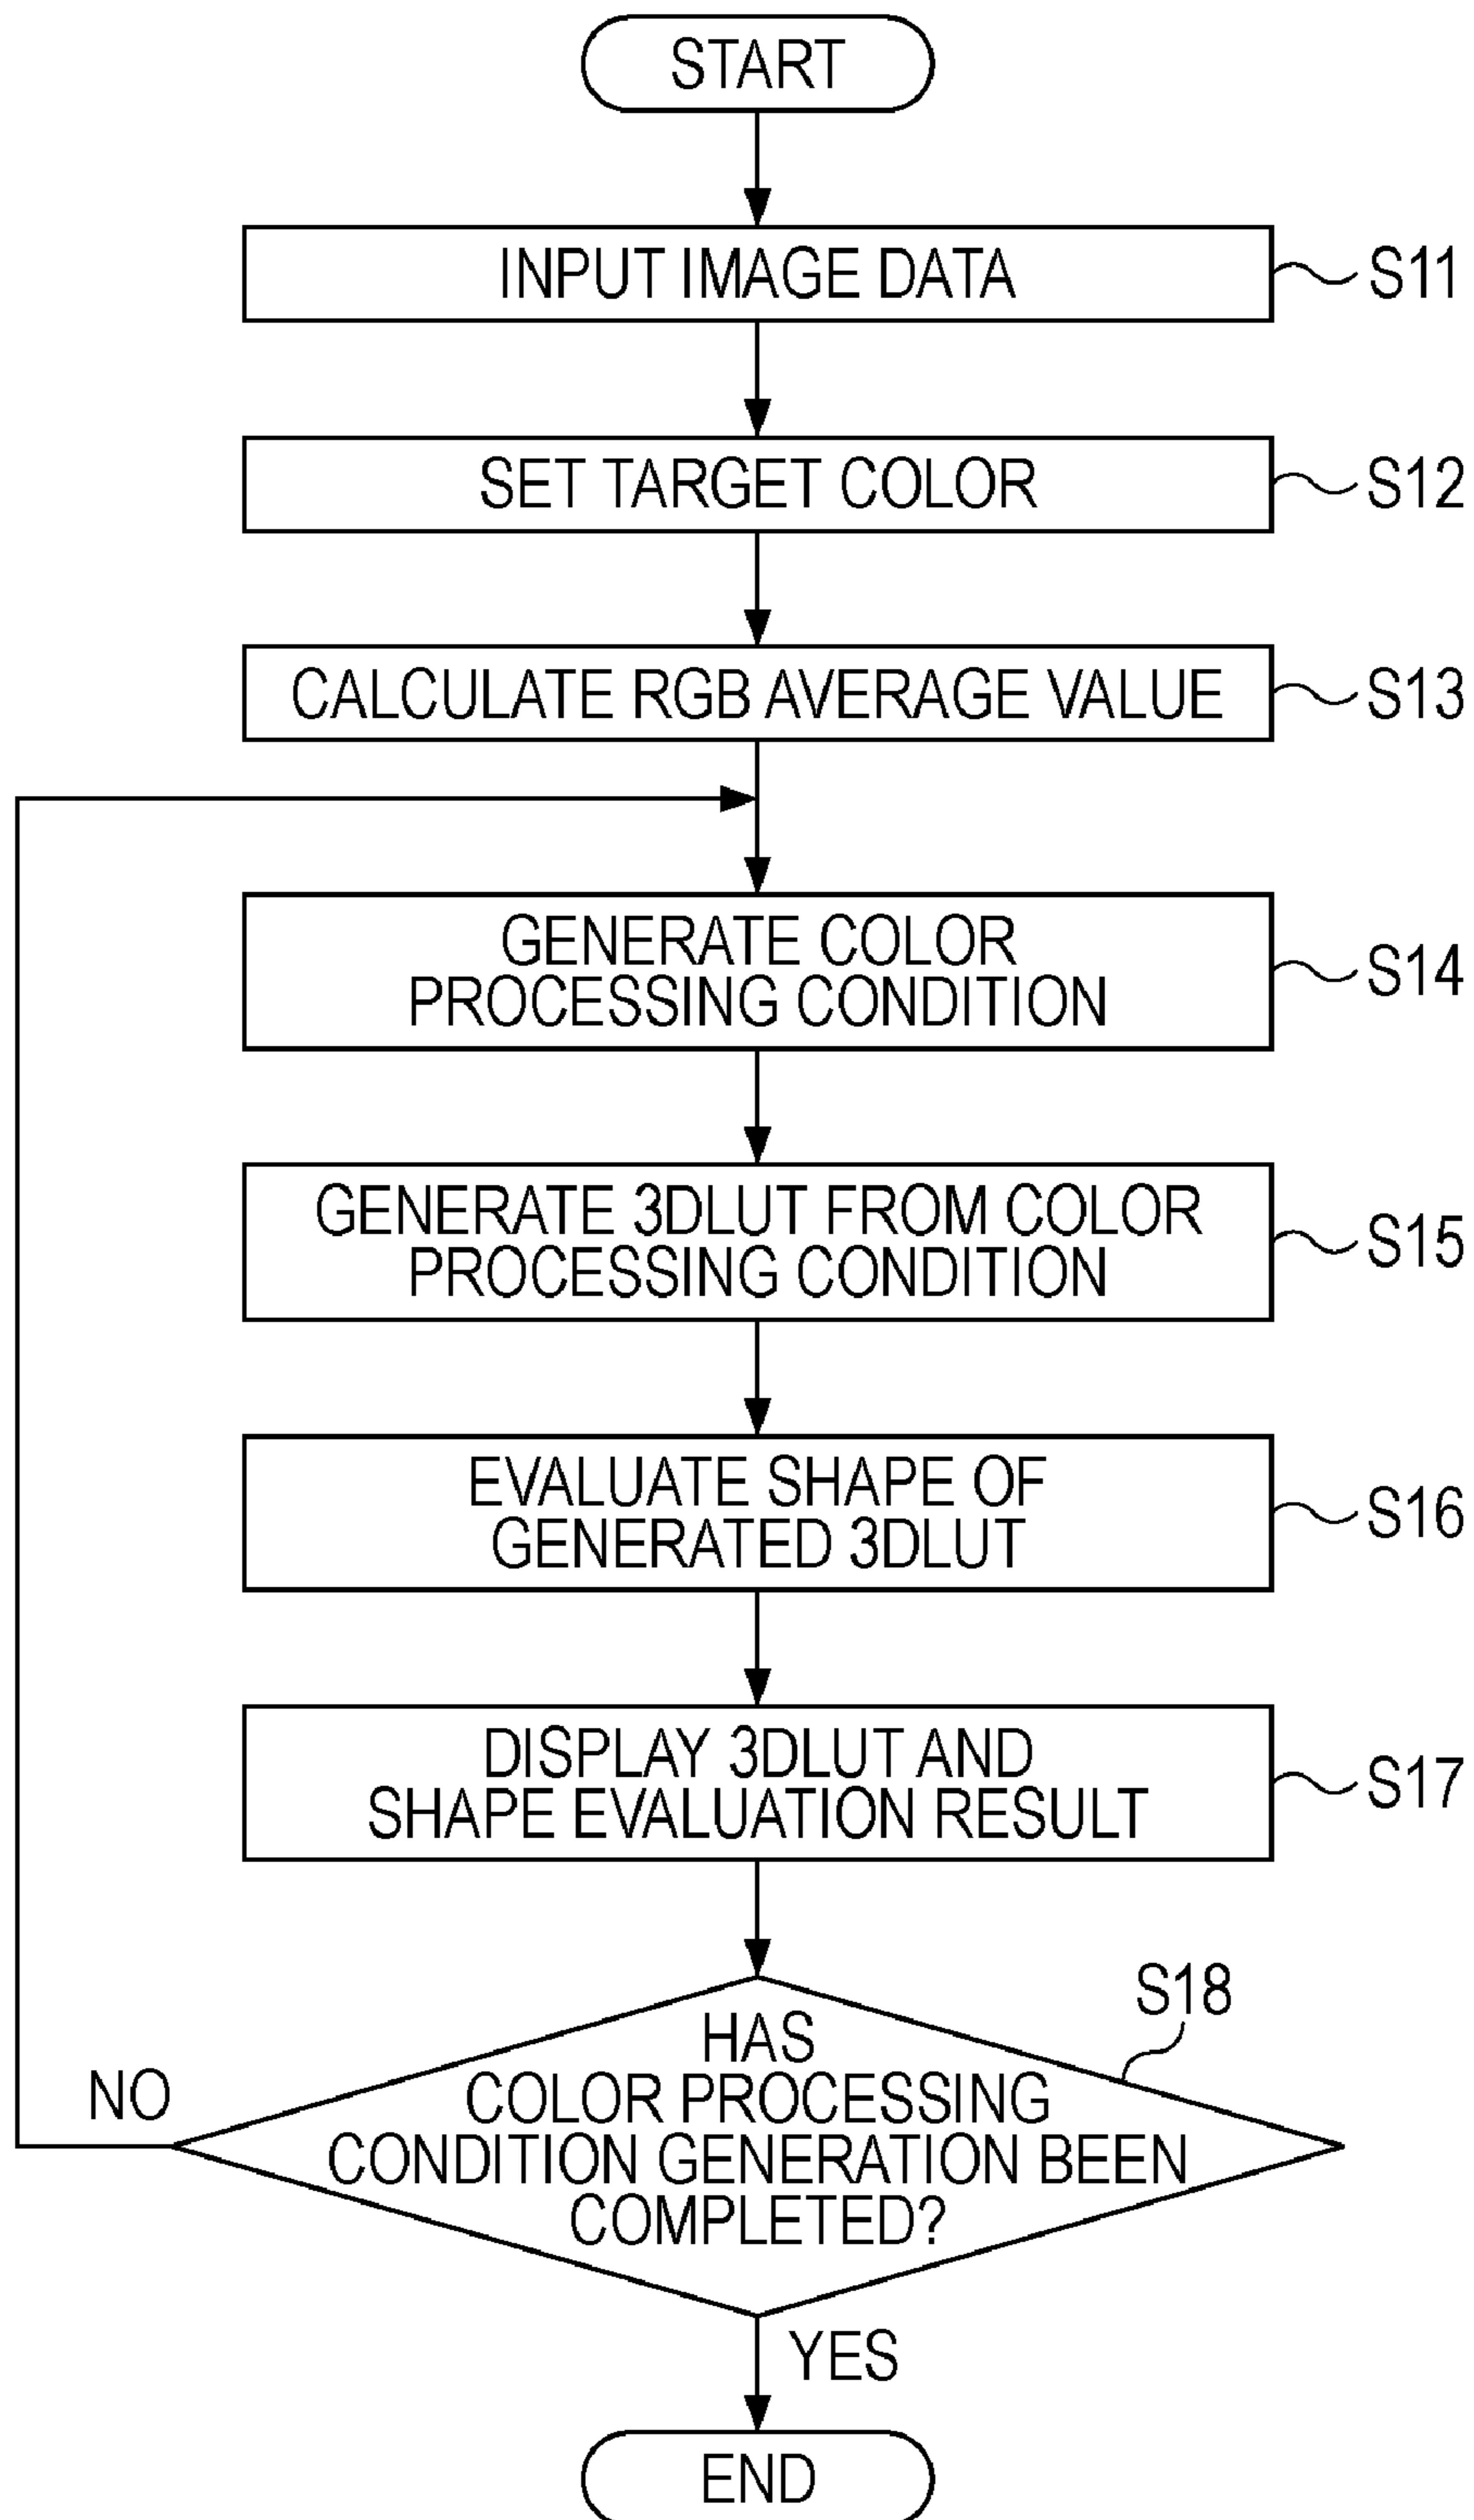 START
INPUT IMAGE DATA
S11
SET TARGET COLOR
S12
CALCULATE RGB AVERAGE VALUE
S13
GENERATE COLOR
PROCESSING CONDITION
S14
GENERATE 3DLUT FROM COLOR
PROCESSING CONDITION
S15
EVALUATE SHAPE OF
GENERATED 3DLUT
S16
DISPLAY 3DLUT AND
SHAPE EVALUATION RESULT
S17
S18
HAS
COLOR PROCESSING
CONDITION GENERATION BEEN
COMPLETED?
NO
YES
END